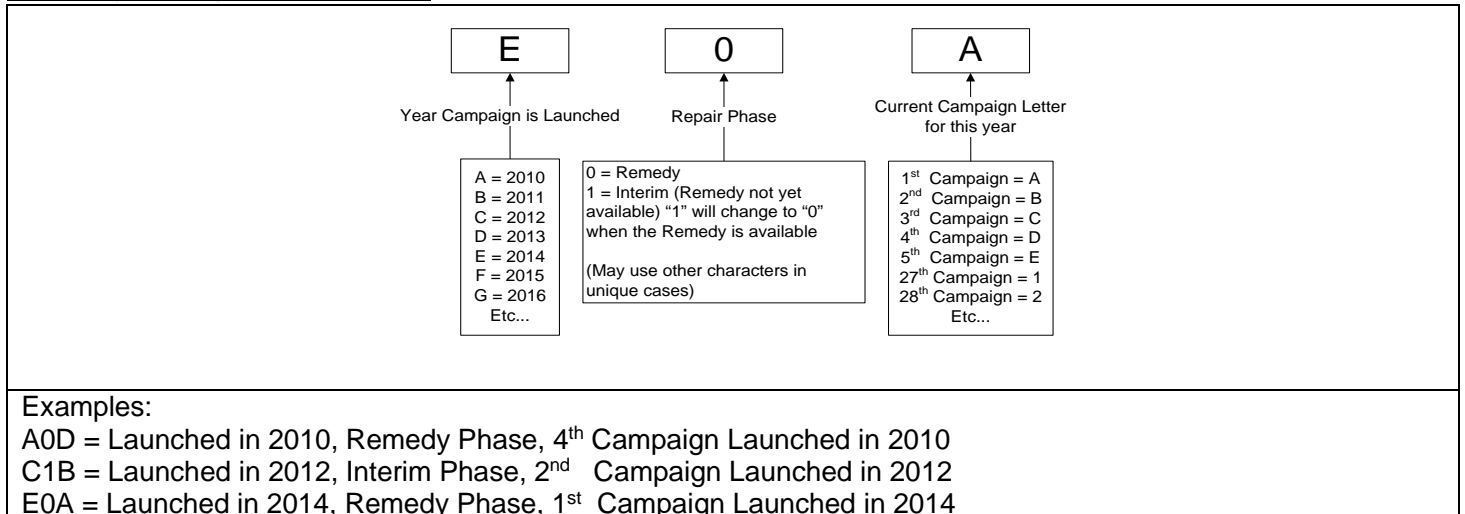 E 0 A
Year Campaign is Launched
Repair Phase
Current Campaign Letter
for this year
A = 2010
B = 2011
C = 2012
D = 2013
E = 2014
F = 2015
G = 2016
Etc...
0 = Remedy
1 = Interim (Remedy not yet
available) “1” will change to “0”
when the Remedy is available
(May use other characters in
unique cases)
1st Campaign = A
2nd Campaign = B
3rd Campaign = C
4th Campaign = D
5th Campaign = E
27th Campaign = 1
28th Campaign = 2
Etc...
Examples:
A0D = Launched in 2010, Remedy Phase, 4th Campaign Launched in 2010
C1B = Launched in 2012, Interim Phase, 2nd Campaign Launched in 2012
E0A = Launched in 2014, Remedy Phase, 1st Campaign Launched in 2014